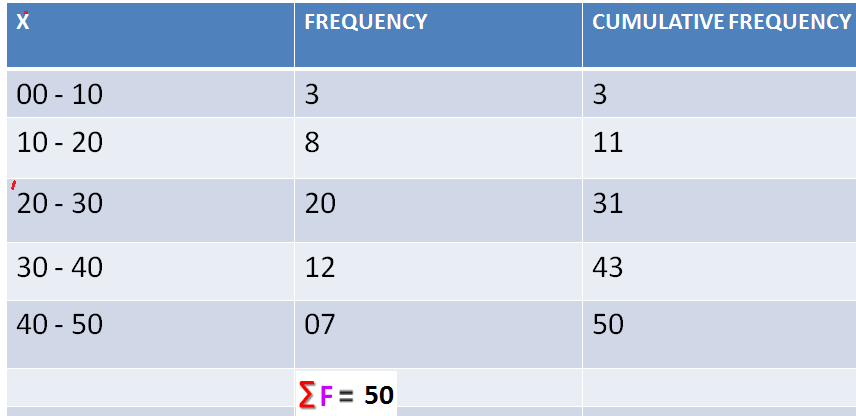 X FREQUENCY CUMULATIVE FREQUENCY
00 - 10 3 3
10 - 20 8 11
20 - 30 20 31
30 - 40 12 43
40 - 50 07 50
∑F = 50